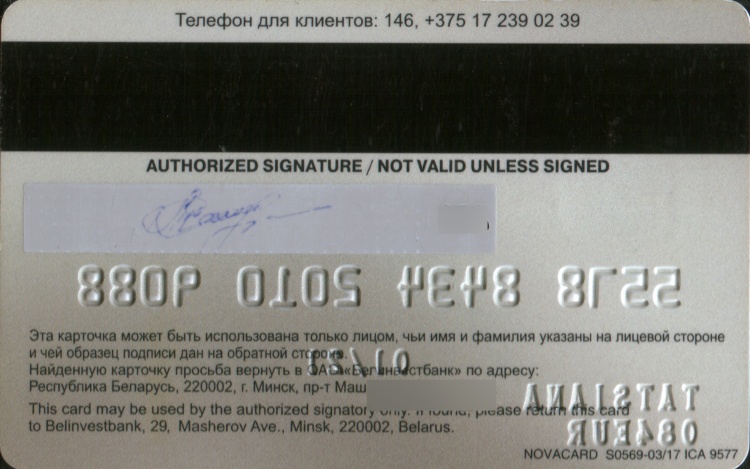 Телефон для клиентов: 146, +375 17 239 02 39
AUTHORIZED SIGNATURE / NOT VALID UNLESS SIGNED
Эта карточка может быть использована только лицом, чьи имя и фамилия указаны на лицевой стороне
и чей образец подписи дан на обратной стороне.
Найденную карточку просьба вернуть в ОАО «Белинвестбанк» по адресу:
Республика Беларусь, 220002, г. Минск, пр-т Маш
This card may be used by the authorized signatory only. If found, please return this card
to Belinvestbank, 29, Masherov Ave., Minsk, 220002, Belarus.
NOVACARD S0569-03/17 ICA 9577